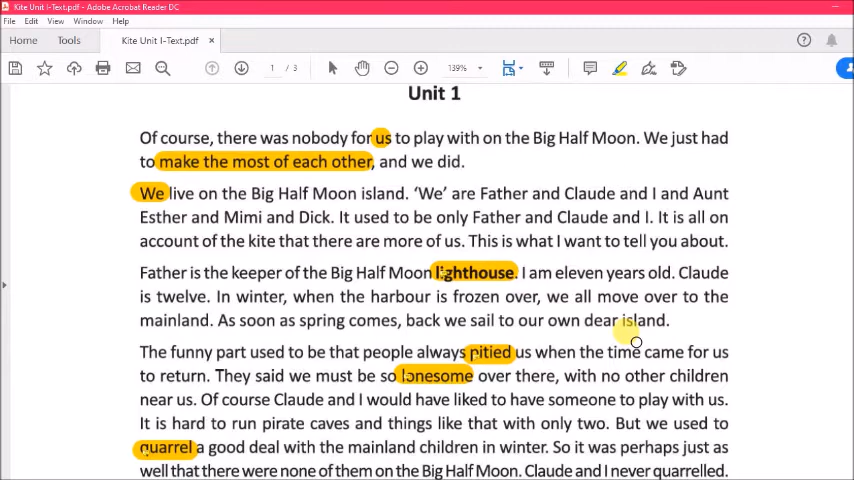 Kite Unit I-Text.pdf - Adobe Acrobat Reader DC
File Edit View Window Help
Home Tools Kite Unit I-Text.pdf ×
1 / 3 139%
Unit 1
Of course, there was nobody for us to play with on the Big Half Moon. We just had
to make the most of each other, and we did.
We live on the Big Half Moon island. ‘We’ are Father and Claude and I and Aunt
Esther and Mimi and Dick. It used to be only Father and Claude and I. It is all on
account of the kite that there are more of us. This is what I want to tell you about.
Father is the keeper of the Big Half Moon lighthouse. I am eleven years old. Claude
is twelve. In winter, when the harbour is frozen over, we all move over to the
mainland. As soon as spring comes, back we sail to our own dear island.
The funny part used to be that people always pitied us when the time came for us
to return. They said we must be so lonesome over there, with no other children
near us. Of course Claude and I would have liked to have someone to play with us.
It is hard to run pirate caves and things like that with only two. But we used to
quarrel a good deal with the mainland children in winter. So it was perhaps just as
well that there were none of them on the Big Half Moon. Claude and I never quarrelled.